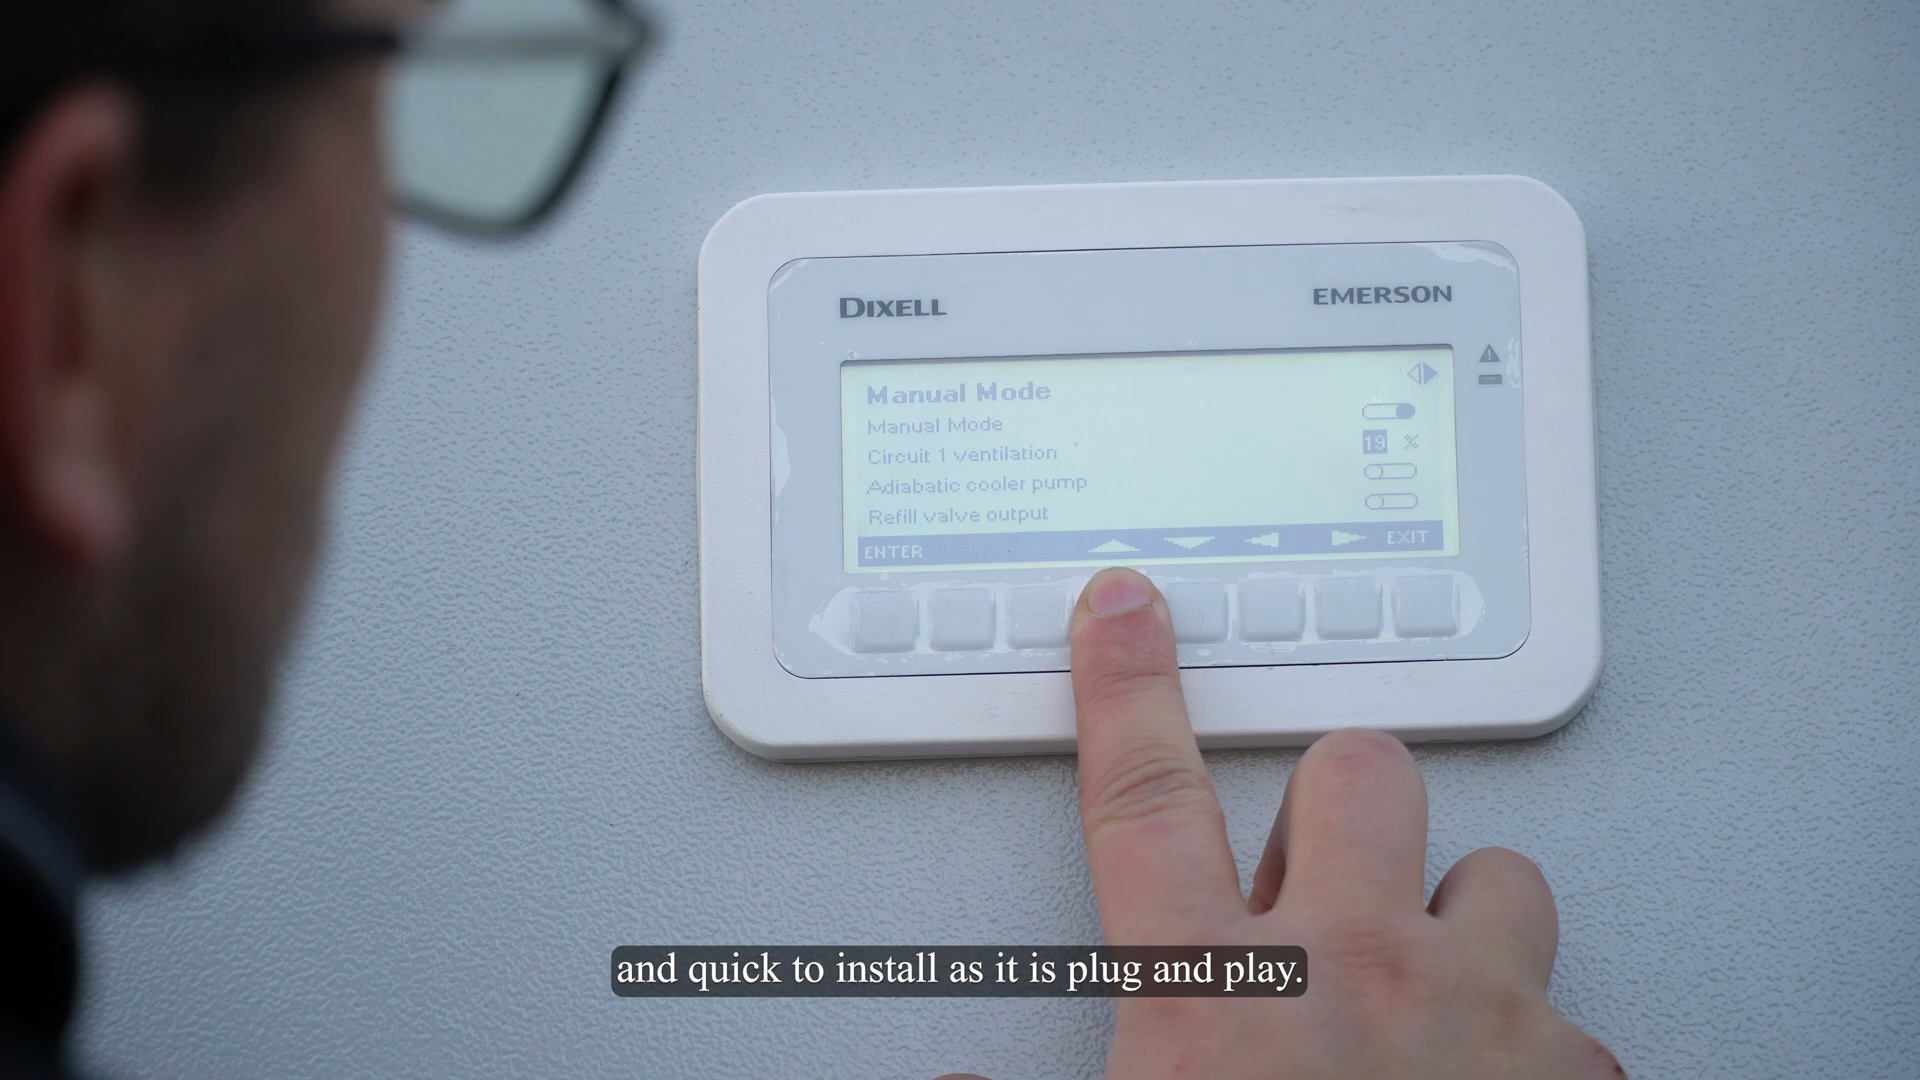 DIXELL
EMERSON
Manual Mode
Manual Mode
Circuit 1 ventilation 19 %
Adiabatic cooler pump
Refill valve output
ENTER EXIT
and quick to install as it is plug and play.